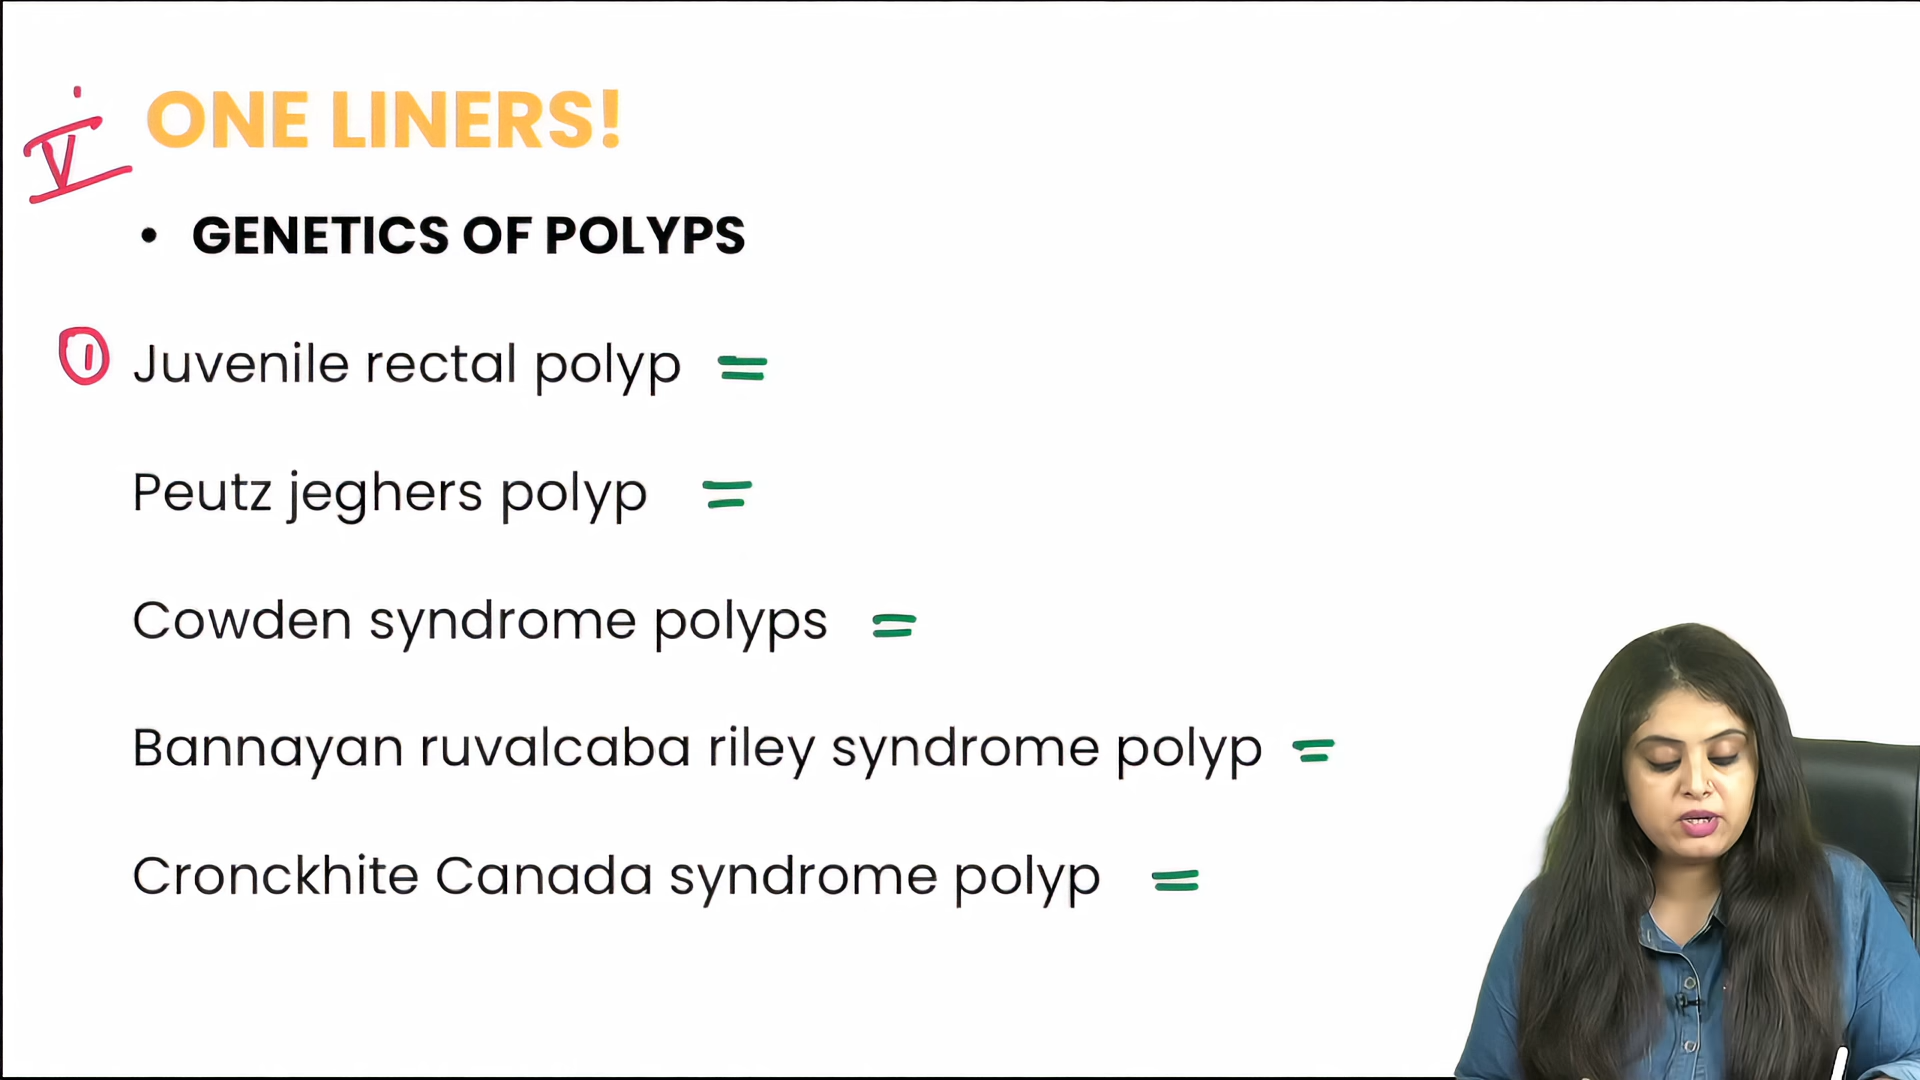 V
ONE LINERS!
• GENETICS OF POLYPS
1 Juvenile rectal polyp =
Peutz jeghers polyp =
Cowden syndrome polyps =
Bannayan ruvalcaba riley syndrome polyp =
Cronckhite Canada syndrome polyp =